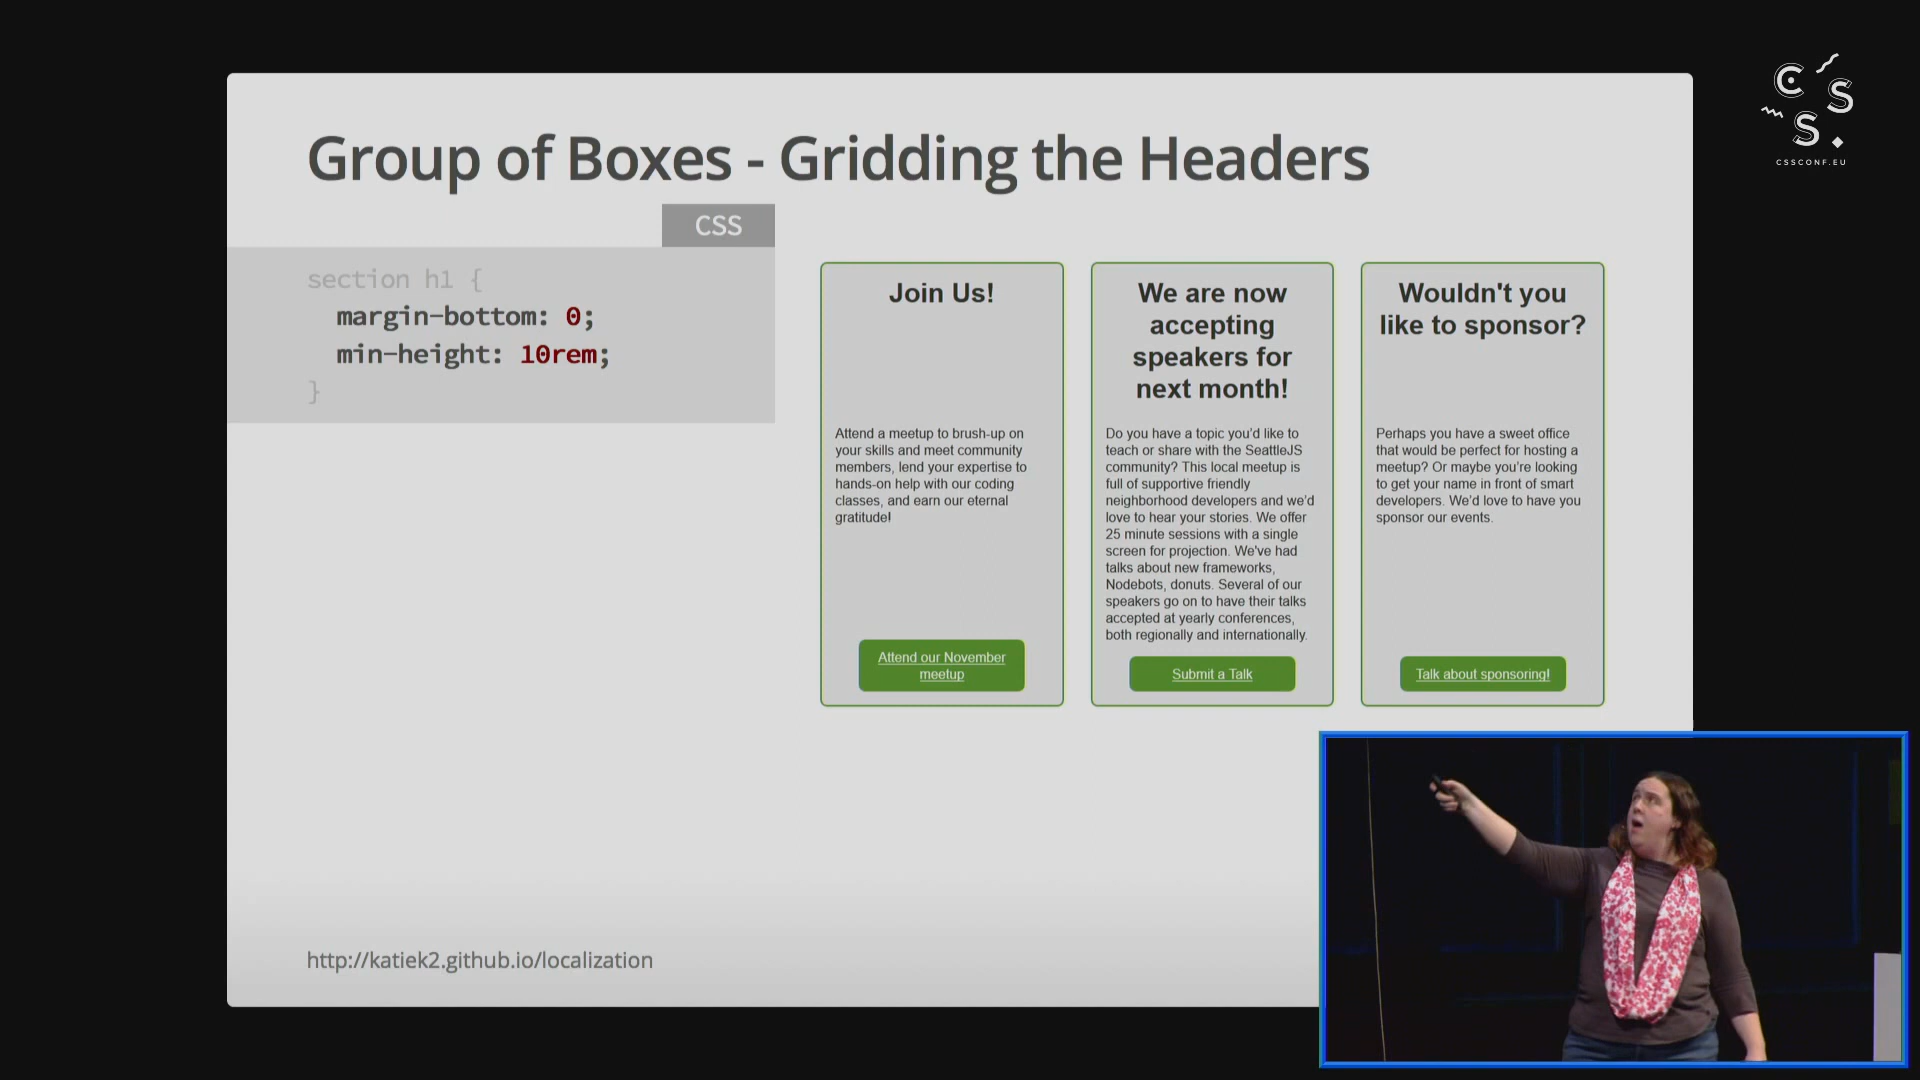 Group of Boxes - Gridding the Headers
CSS
section h1 {
margin-bottom: 0;
min-height: 10rem;
}
Join Us!
Attend a meetup to brush-up on
your skills and meet community
members, lend your expertise to
hands-on help with our coding
classes, and earn our eternal
gratitude!
Attend our November
meetup
We are now
accepting
speakers for
next month!
Do you have a topic you'd like to
teach or share with the SeattleJS
community? This local meetup is
full of supportive friendly
neighborhood developers and we'd
love to hear your stories. We offer
25 minute sessions with a single
screen for projection. We've had
talks about new frameworks,
Nodebots, donuts. Several of our
speakers go on to have their talks
accepted at yearly conferences,
both regionally and internationally.
Submit a Talk
Wouldn't you
like to sponsor?
Perhaps you have a sweet office
that would be perfect for hosting a
meetup? Or maybe you're looking
to get your name in front of smart
developers. We'd love to have you
sponsor our events.
Talk about sponsoring!
http://katiek2.github.io/localization
CSS
CSSCONF.EU